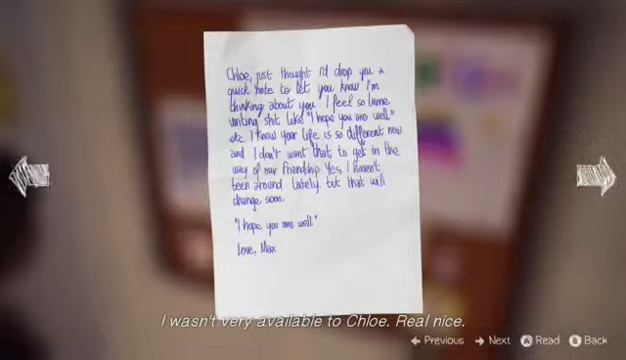 Chloe, just thought I'd drop you a
quick note to let you know I'm
thinking about you. I feel so lame
writing shit like "I hope you are well"
etc. I know your life is so different now
and I don't want that to get in the
way of our friendship. Yes, I haven't
been around lately, but that will
change soon.
"I hope, you are well."
Love, Max
I wasn't very available to Chloe. Real nice.
Previous
Next
A Read
B Back